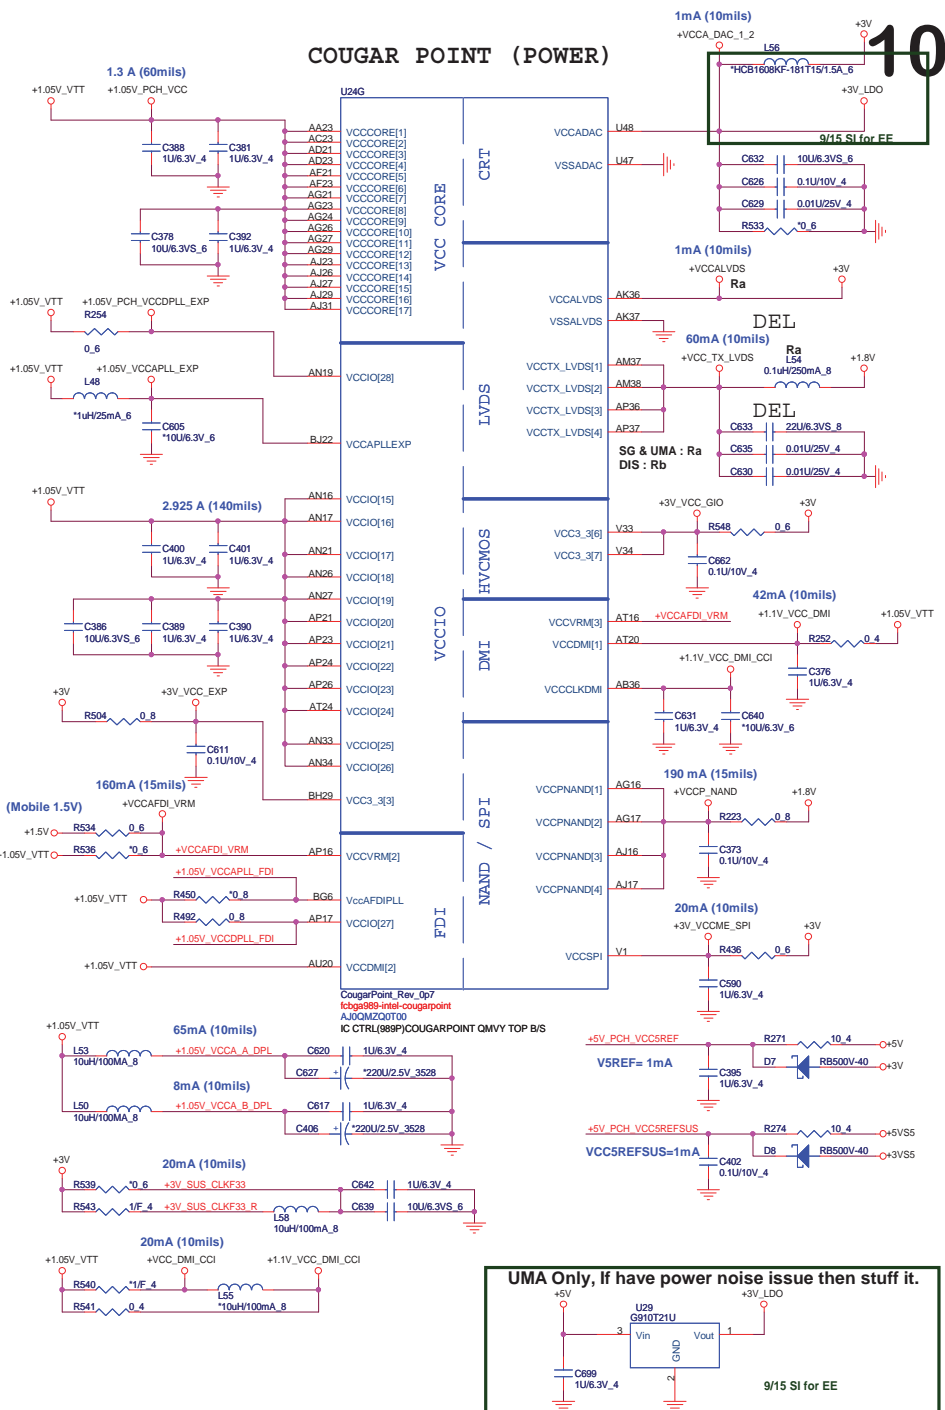 10
COUGAR POINT (POWER)
1mA (10mils)
+VCCA_DAC_1_2
+3V
L56
*HCB1608KF-181T15/1.5A_6
+3V_LDO
9/15 SI for EE
1.3 A (60mils)
+1.05V_VTT
+1.05V_PCH_VCC
C388
1U/6.3V_4
C381
1U/6.3V_4
C378
10U/6.3VS_6
C392
1U/6.3V_4
U24G
AA23 VCCCORE[1]
AC23 VCCCORE[2]
AD21 VCCCORE[3]
AD23 VCCCORE[4]
AF21 VCCCORE[5]
AF23 VCCCORE[6]
AG21 VCCCORE[7]
AG23 VCCCORE[8]
AG24 VCCCORE[9]
AG26 VCCCORE[10]
AG27 VCCCORE[11]
AG29 VCCCORE[12]
AJ23 VCCCORE[13]
AJ26 VCCCORE[14]
AJ27 VCCCORE[15]
AJ29 VCCCORE[16]
AJ31 VCCCORE[17]
VCC CORE
CRT
VCCADAC U48
VSSADAC U47
C632 10U/6.3VS_6
C626 0.1U/10V_4
C629 0.01U/25V_4
R533 *0_6
1mA (10mils)
+VCCALVDS
Ra
+3V
VCCALVDS AK36
VSSALVDS AK37
DEL
60mA (10mils)
+VCC_TX_LVDS
Ra
L54
0.1uH/250mA_8
+1.8V
DEL
VCCTX_LVDS[1] AM37
VCCTX_LVDS[2] AM38
VCCTX_LVDS[3] AP36
VCCTX_LVDS[4] AP37
LVDS
C633 22U/6.3VS_8
C635 0.01U/25V_4
C630 0.01U/25V_4
SG & UMA : Ra
DIS : Rb
+1.05V_VTT
+1.05V_PCH_VCCDPLL_EXP
R254
0_6
AN19 VCCIO[28]
+1.05V_VTT
+1.05V_VCCAPLL_EXP
L48
*1uH/25mA_6
C605
*10U/6.3V_6
BJ22 VCCAPLLEXP
+1.05V_VTT
2.925 A (140mils)
C400
1U/6.3V_4
C401
1U/6.3V_4
C386
10U/6.3VS_6
C389
1U/6.3V_4
C390
1U/6.3V_4
AN16 VCCIO[15]
AN17 VCCIO[16]
AN21 VCCIO[17]
AN26 VCCIO[18]
AN27 VCCIO[19]
AP21 VCCIO[20]
AP23 VCCIO[21]
AP24 VCCIO[22]
AP26 VCCIO[23]
AT24 VCCIO[24]
AN33 VCCIO[25]
AN34 VCCIO[26]
BH29 VCC3_3[3]
VCCIO
HVCMOS
VCC3_3[6] V33
VCC3_3[7] V34
+3V_VCC_GIO
+3V
R548 0_6
C662
0.1U/10V_4
DMI
VCCVRM[3] AT16 +VCCAFDI_VRM
VCCDMI[1] AT20
VCCCLKDMI AB36
42mA (10mils)
+1.1V_VCC_DMI
+1.05V_VTT
R252 0_4
C376
1U/6.3V_4
+1.1V_VCC_DMI_CCI
C631
1U/6.3V_4
C640
*10U/6.3V_6
+3V
+3V_VCC_EXP
R504 0_8
C611
0.1U/10V_4
160mA (15mils)
(Mobile 1.5V)
+VCCAFDI_VRM
+1.5V R534 0_6
+1.05V_VTT R536 *0_6
+VCCAFDI_VRM AP16 VCCVRM[2]
+1.05V_VCCAPLL_FDI
+1.05V_VTT R450 *0_8 BG6 VccAFDIPLL
R492 0_8 AP17 VCCIO[27]
+1.05V_VCCDPLL_FDI
+1.05V_VTT AU20 VCCDMI[2]
FDI
NAND / SPI
VCCPNAND[1] AG16
VCCPNAND[2] AG17
VCCPNAND[3] AJ16
VCCPNAND[4] AJ17
190 mA (15mils)
+VCCP_NAND
+1.8V
R223 0_8
C373
0.1U/10V_4
VCCSPI V1
20mA (10mils)
+3V_VCCME_SPI
+3V
R436 0_6
C590
1U/6.3V_4
CougarPoint_Rev_0p7
fcbga989-intel-cougarpoint
AJ0QMZQ0T00
IC CTRL(989P)COUGARPOINT QMVY TOP B/S
+1.05V_VTT
65mA (10mils)
L53
10uH/100MA_8
+1.05V_VCCA_A_DPL
C620 1U/6.3V_4
C627 + *220U/2.5V_3528
8mA (10mils)
L50
10uH/100MA_8
+1.05V_VCCA_B_DPL
C617 1U/6.3V_4
C406 + *220U/2.5V_3528
+5V_PCH_VCC5REF
R271 10_4
+5V
V5REF= 1mA
D7 RB500V-40
+3V
C395
1U/6.3V_4
+5V_PCH_VCC5REFSUS
R274 10_4
+5VS5
VCC5REFSUS=1mA
D8 RB500V-40
+3VS5
C402
0.1U/10V_4
+3V
20mA (10mils)
R539 *0_6 +3V_SUS_CLKF33
C642 1U/6.3V_4
R543 1/F_4 +3V_SUS_CLKF33_R
L58
10uH/100mA_8
C639 10U/6.3VS_6
20mA (10mils)
+1.05V_VTT
+VCC_DMI_CCI
+1.1V_VCC_DMI_CCI
R540 *1/F_4
L55
*10uH/100mA_8
R541 0_4
UMA Only, If have power noise issue then stuff it.
+5V
U29
G910T21U
+3V_LDO
3 Vin Vout 1
GND
2
C699
1U/6.3V_4
9/15 SI for EE